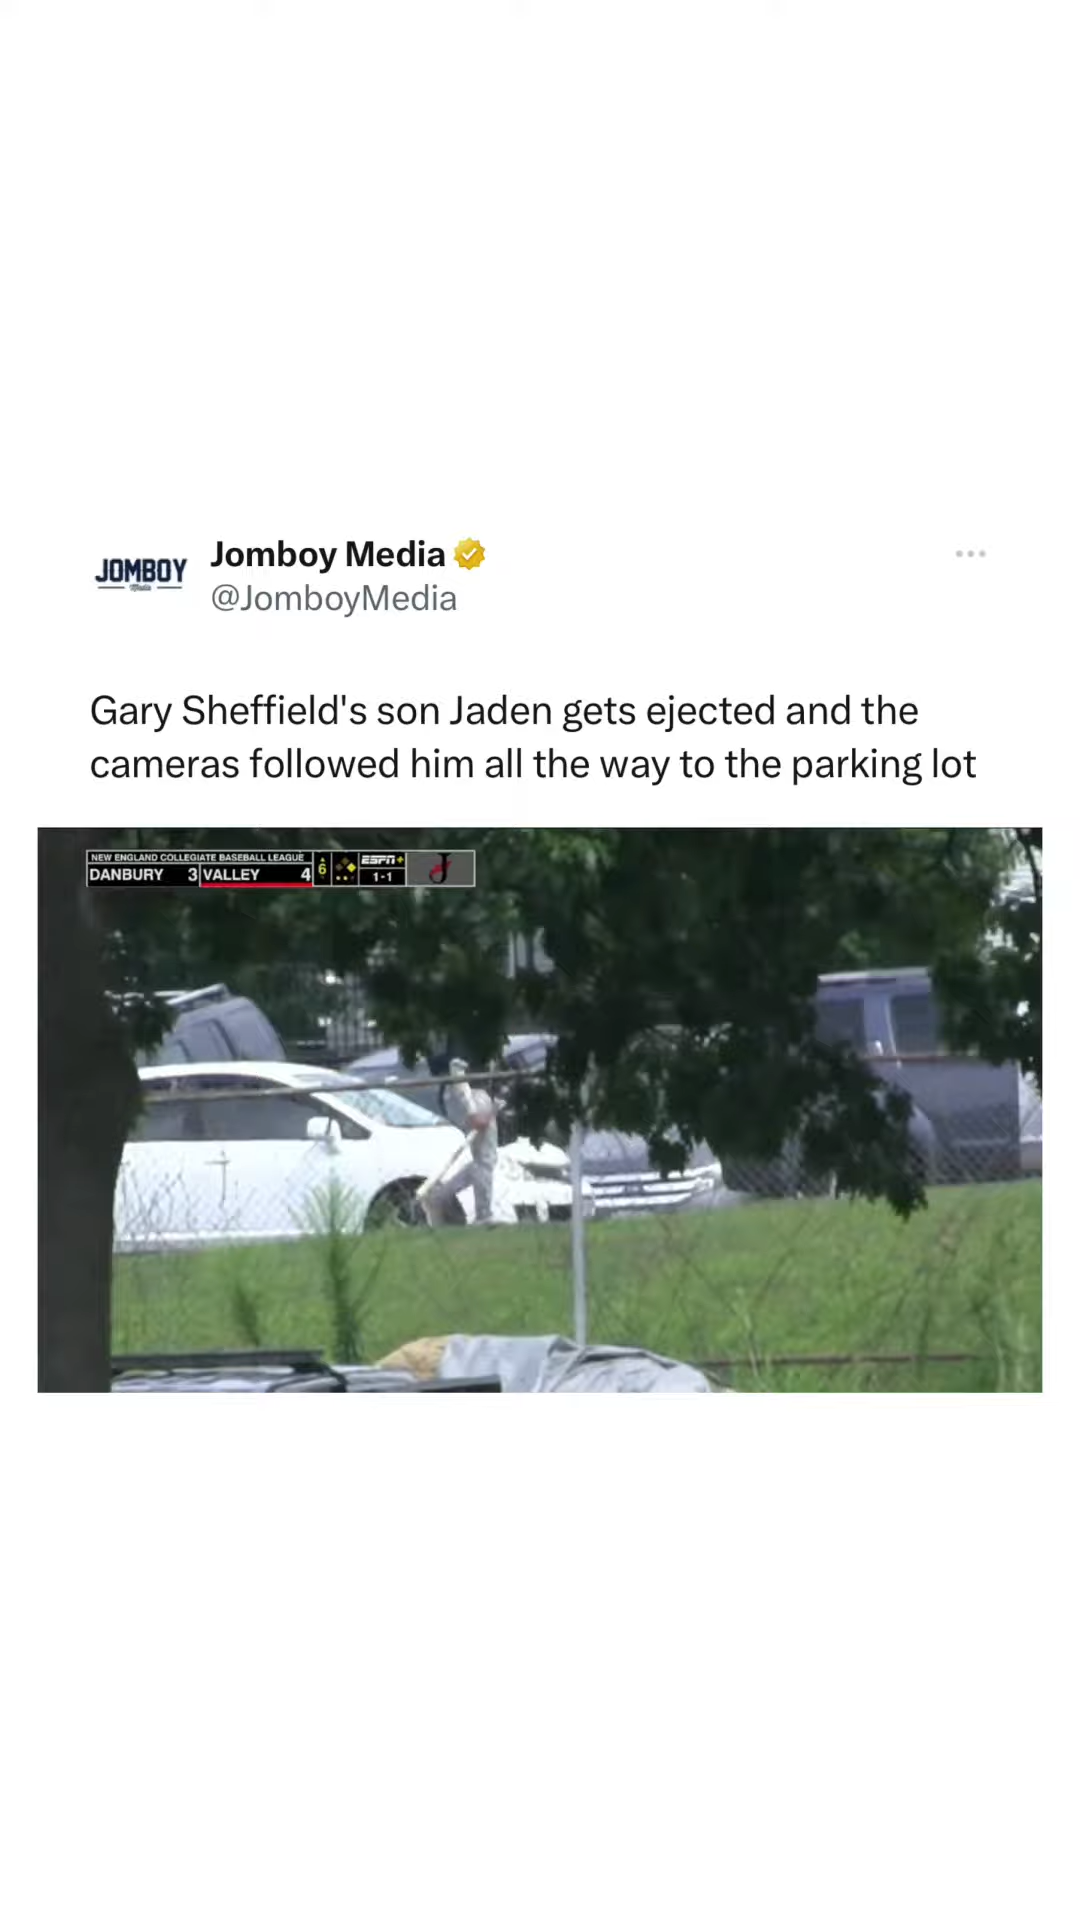 JOMBOY
Media
Jomboy Media
@JomboyMedia
Gary Sheffield's son Jaden gets ejected and the
cameras followed him all the way to the parking lot
NEW ENGLAND COLLEGIATE BASEBALL LEAGUE
DANBURY 3 VALLEY 4 6 ESPN+
1-1
J